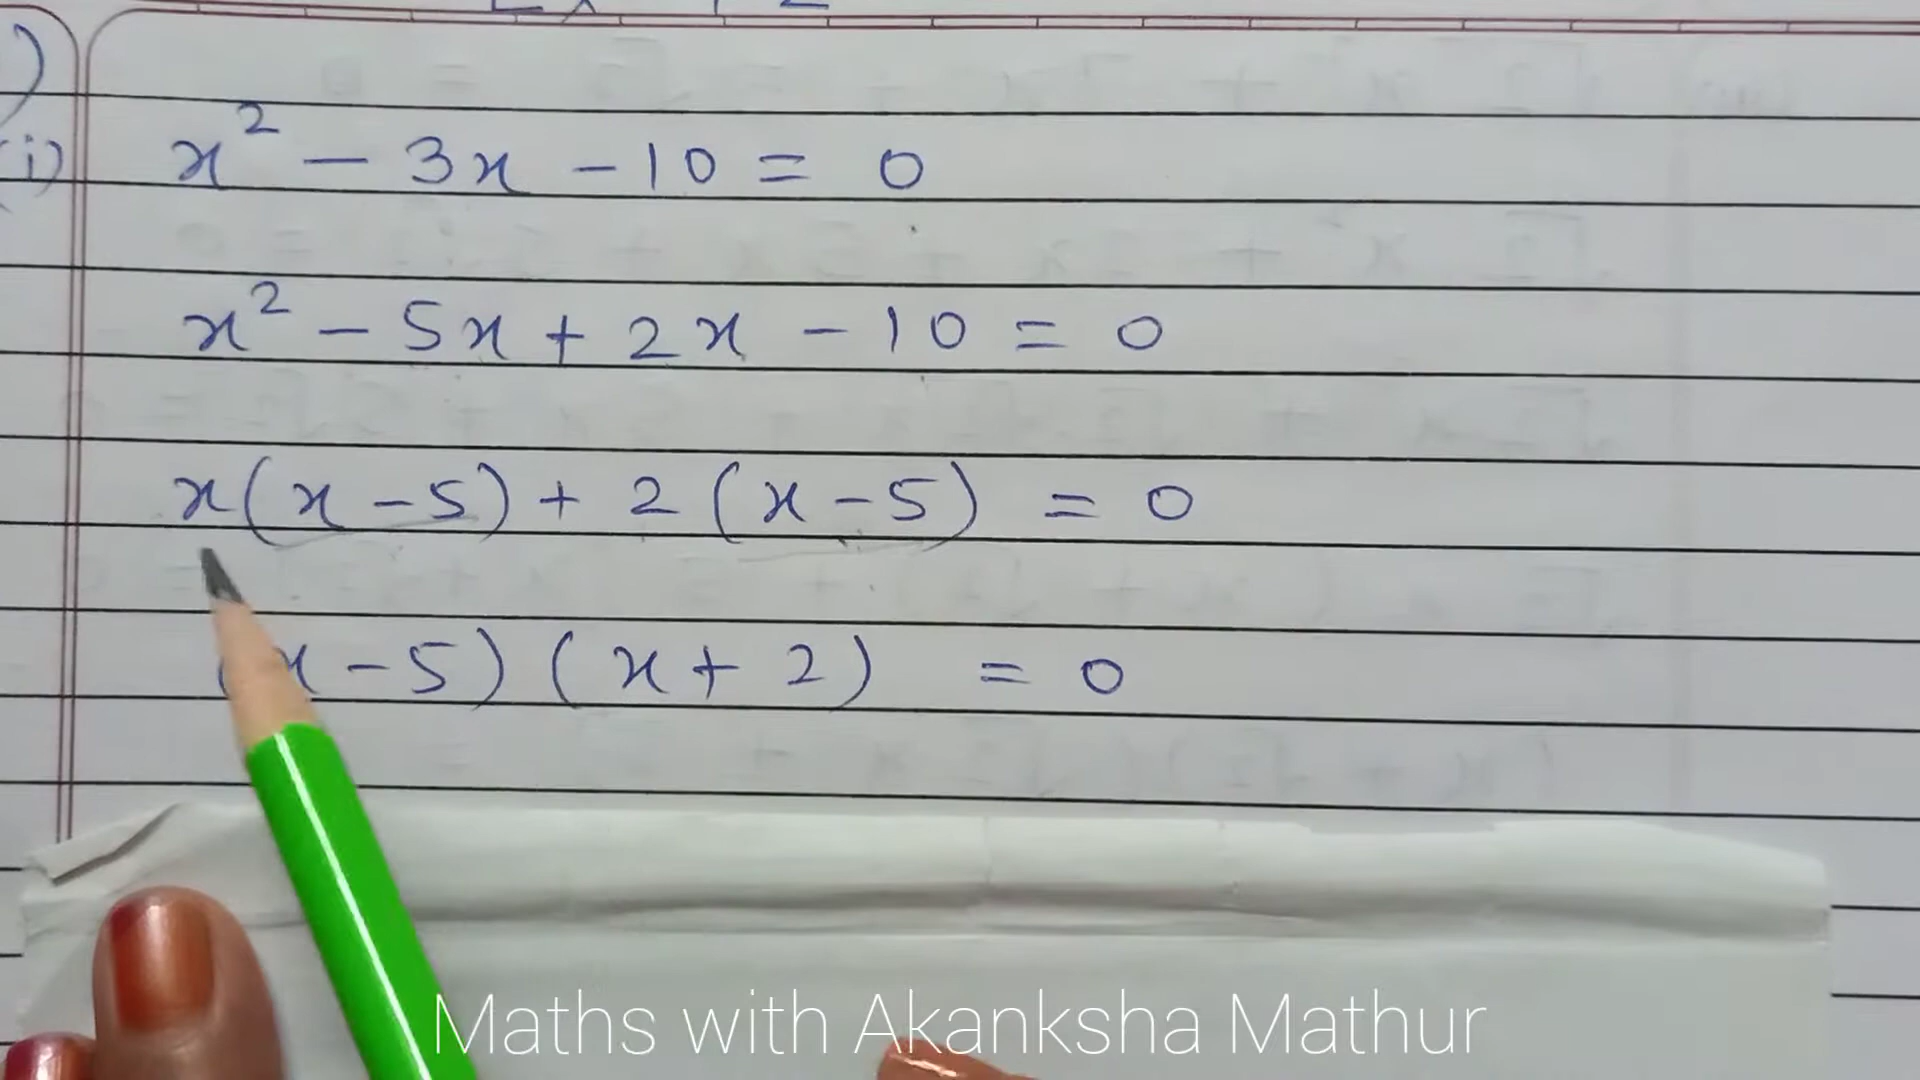 (i) x² - 3x - 10 = 0
x² - 5x + 2x - 10 = 0
x(x - 5) + 2(x - 5) = 0
(x - 5)(x + 2) = 0
Maths with Akanksha Mathur